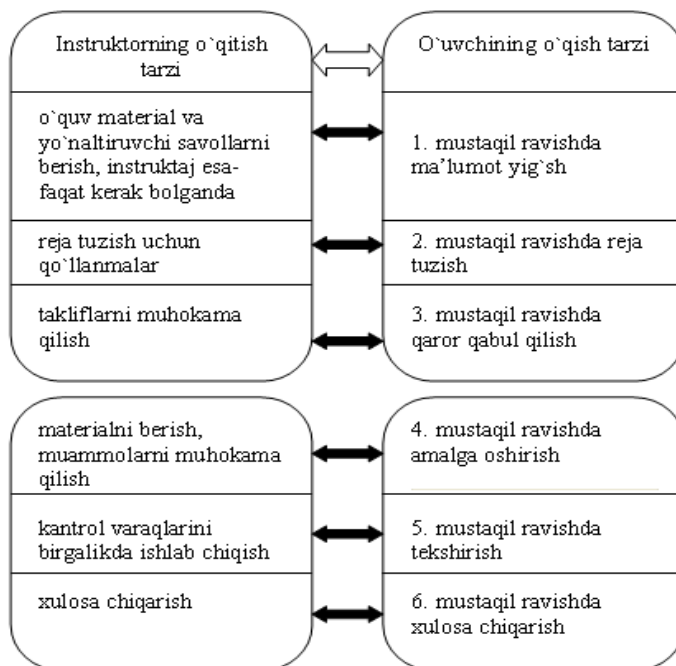 Instruktorning o`qitish
tarzi
O`uvchining o`qish tarzi
o`quv material va
yo`naltiruvchi savollarni
berish, instruktaj esa-
faqat kerak bolganda
1. mustaqil ravishda
ma’lumot yig`sh
reja tuzish uchun
qo`llanmalar
2. mustaqil ravishda reja
tuzish
takliflarni muhokama
qilish
3. mustaqil ravishda
qaror qabul qilish
materialni berish,
muammolarni muhokama
qilish
4. mustaqil ravishda
amalga oshirish
kantrol varaqlarini
birgalikda ishlab chiqish
5. mustaqil ravishda
tekshirish
xulosa chiqarish
6. mustaqil ravishda
xulosa chiqarish